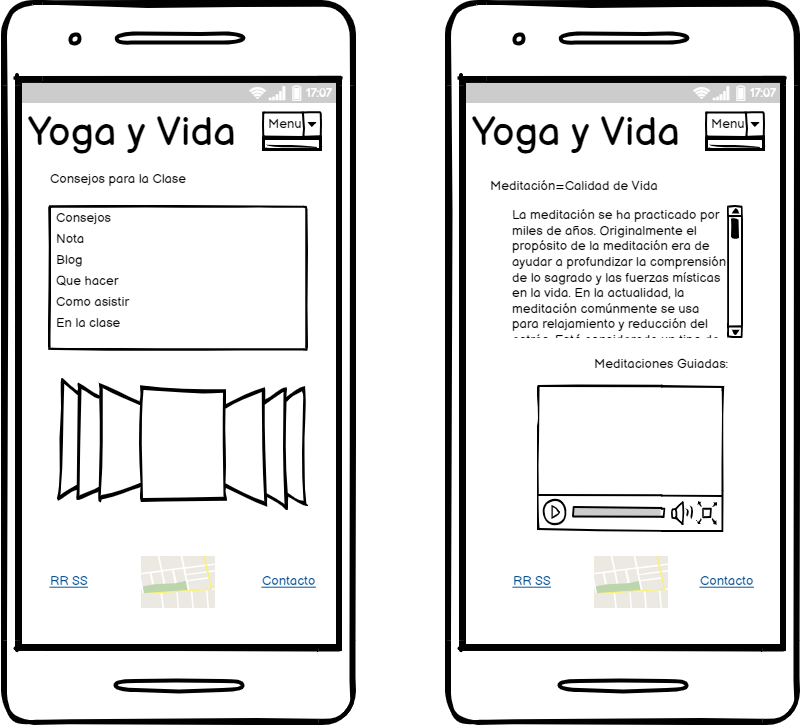 17:07
Yoga y Vida
Menu
Consejos para la Clase
Consejos
Nota
Blog
Que hacer
Como asistir
En la clase
RR SS
Contacto
17:07
Yoga y Vida
Menu
Meditación=Calidad de Vida
La meditación se ha practicado por
miles de años. Originalmente el
propósito de la meditación era de
ayudar a profundizar la comprensión
de lo sagrado y las fuerzas místicas
en la vida. En la actualidad, la
meditación comúnmente se usa
para relajamiento y reducción del
Meditaciones Guiadas:
RR SS
Contacto